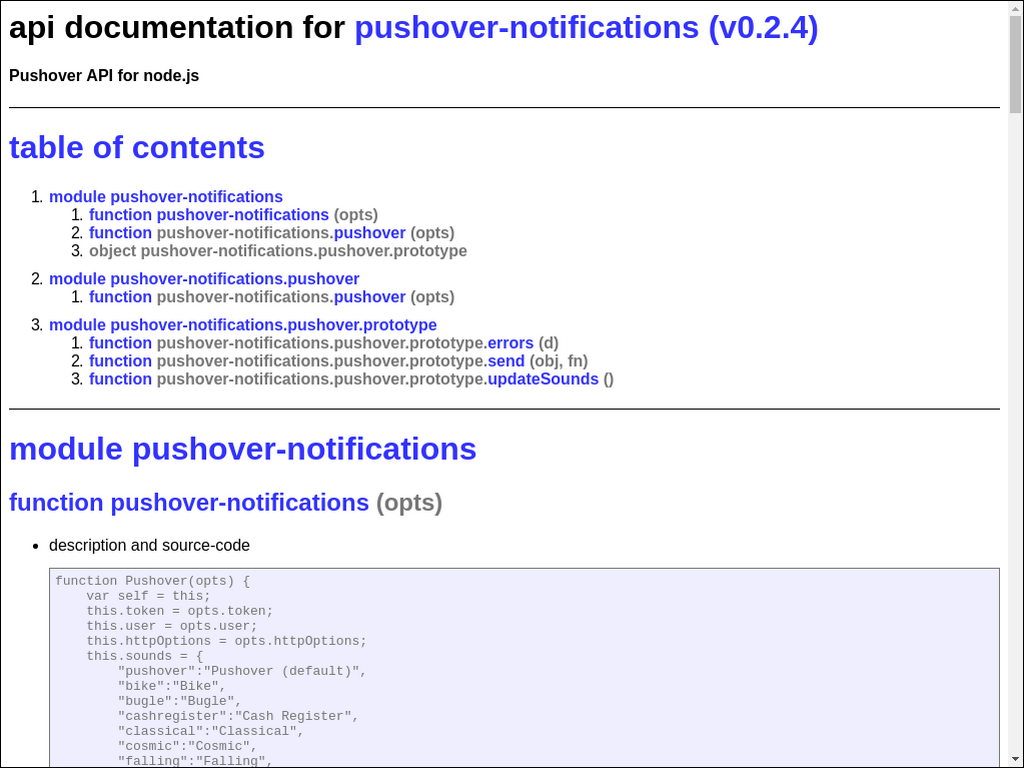 api documentation for pushover-notifications (v0.2.4)
Pushover API for node.js
table of contents
1. module pushover-notifications
1. function pushover-notifications (opts)
2. function pushover-notifications.pushover (opts)
3. object pushover-notifications.pushover.prototype
2. module pushover-notifications.pushover
1. function pushover-notifications.pushover (opts)
3. module pushover-notifications.pushover.prototype
1. function pushover-notifications.pushover.prototype.errors (d)
2. function pushover-notifications.pushover.prototype.send (obj, fn)
3. function pushover-notifications.pushover.prototype.updateSounds ()
module pushover-notifications
function pushover-notifications (opts)
• description and source-code
function Pushover(opts) {
    var self = this;
    this.token = opts.token;
    this.user = opts.user;
    this.httpOptions = opts.httpOptions;
    this.sounds = {
        "pushover":"Pushover (default)",
        "bike":"Bike",
        "bugle":"Bugle",
        "cashregister":"Cash Register",
        "classical":"Classical",
        "cosmic":"Cosmic",
        "falling":"Falling",